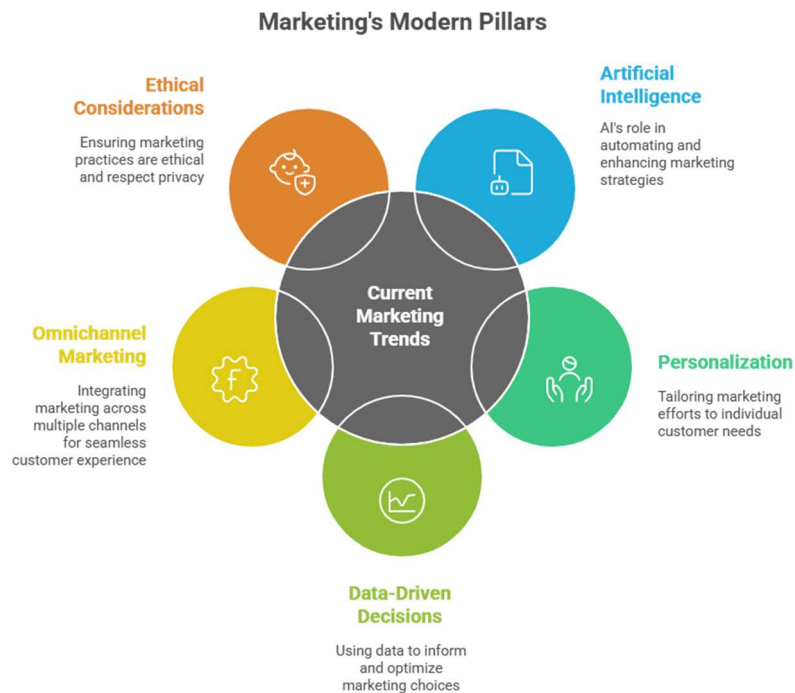 Marketing's Modern Pillars
Ethical
Considerations
Ensuring marketing
practices are ethical
and respect privacy
Artificial
Intelligence
AI's role in
automating and
enhancing marketing
strategies
Current
Marketing
Trends
Omnichannel
Marketing
Integrating
marketing across
multiple channels
for seamless
customer experience
Personalization
Tailoring marketing
efforts to individual
customer needs
Data-Driven
Decisions
Using data to inform
and optimize
marketing choices